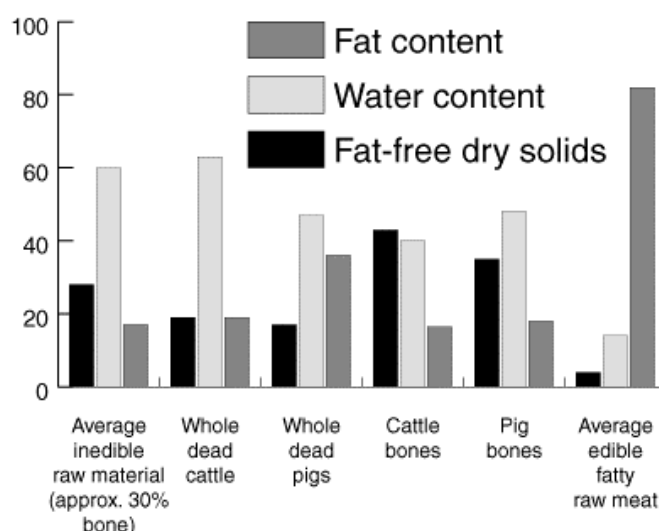 100
80
60
40
20
0
Fat content
Water content
Fat-free dry solids
Average
inedible
raw material
(approx. 30%
bone)
Whole
dead
cattle
Whole
dead
pigs
Cattle
bones
Pig
bones
Average
edible
fatty
raw meat